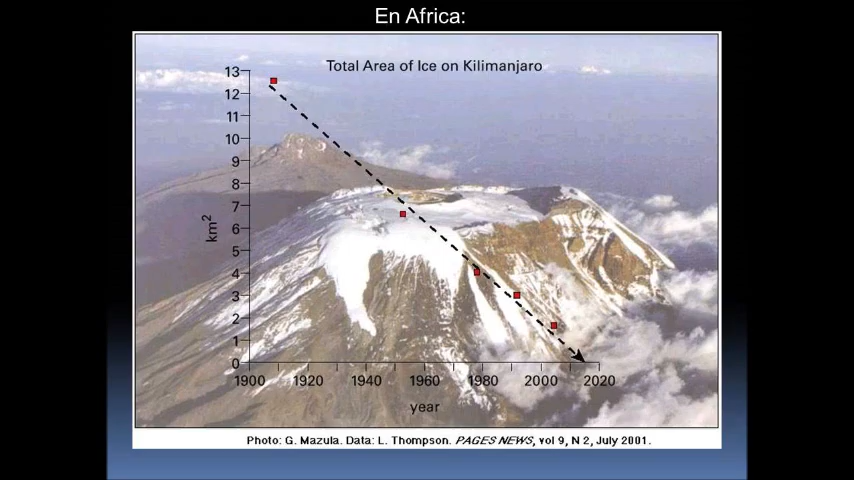 En Africa:
Total Area of Ice on Kilimanjaro
13
12
11
10
9
8
7
6
5
4
3
2
1
0
km²
1900 1920 1940 1960 1980 2000 2020
year
Photo: G. Mazula. Data: L. Thompson. PAGES NEWS, vol 9, N 2, July 2001.